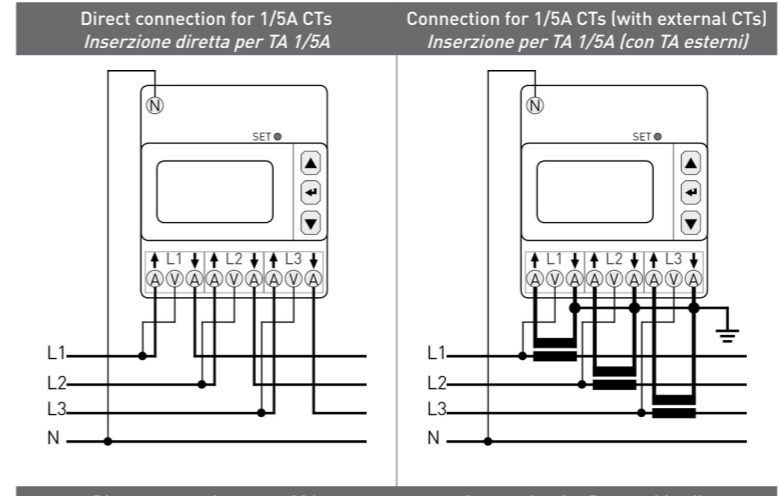 Direct connection for 1/5A CTs
Inserzione diretta per TA 1/5A
N
SET
L1 L2 L3
A V A A V A A V A
L1
L2
L3
N
Connection for 1/5A CTs (with external CTs)
Inserzione per TA 1/5A (con TA esterni)
N
SET
L1 L2 L3
A V A A V A A V A
L1
L2
L3
N